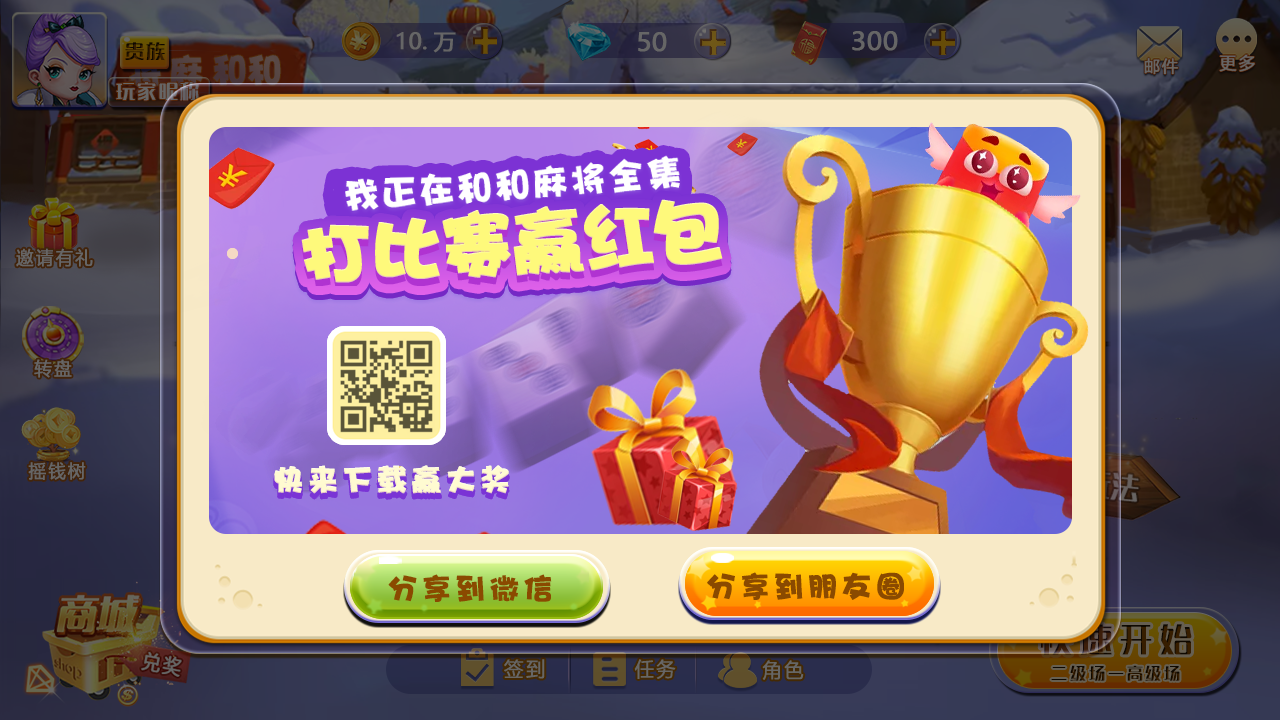 贵族
10.万
50
300
邮件
更多
和和
玩家昵称
我正在和和麻将全集
打比赛赢红包
快来下载赢大奖
分享到微信
分享到朋友圈
邀请有礼
转盘
摇钱树
法
商城
shop
兑奖
签到
任务
角色
快速开始
二级场—高级场